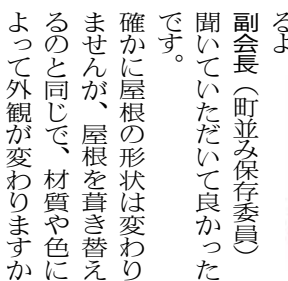 るよ
副会長（町並み保存委員）
聞いていただいて良かった
です。
確かに屋根の形状は変わり
ませんが、屋根を葺き替え
るのと同じで、材質や色に
よって外観が変わりますか